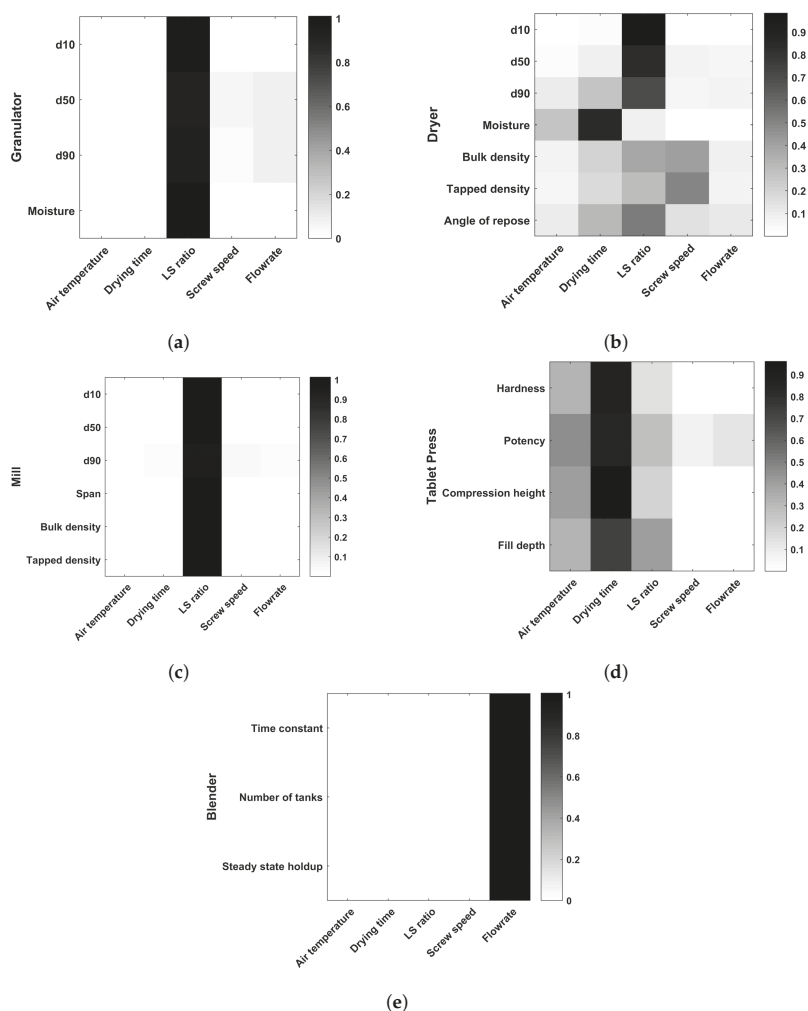 Granulator
d10
d50
d90
Moisture
Air temperature
Drying time
LS ratio
Screw speed
Flowrate
1
0.8
0.6
0.4
0.2
0
(a)
Dryer
d10
d50
d90
Moisture
Bulk density
Tapped density
Angle of repose
Air temperature
Drying time
LS ratio
Screw speed
Flowrate
0.9
0.8
0.7
0.6
0.5
0.4
0.3
0.2
0.1
(b)
Mill
d10
d50
d90
Span
Bulk density
Tapped density
Air temperature
Drying time
LS ratio
Screw speed
Flowrate
1
0.9
0.8
0.7
0.6
0.5
0.4
0.3
0.2
0.1
(c)
Tablet Press
Hardness
Potency
Compression height
Fill depth
Air temperature
Drying time
LS ratio
Screw speed
Flowrate
0.9
0.8
0.7
0.6
0.5
0.4
0.3
0.2
0.1
(d)
Blender
Time constant
Number of tanks
Steady state holdup
Air temperature
Drying time
LS ratio
Screw speed
Flowrate
1
0.8
0.6
0.4
0.2
0
(e)